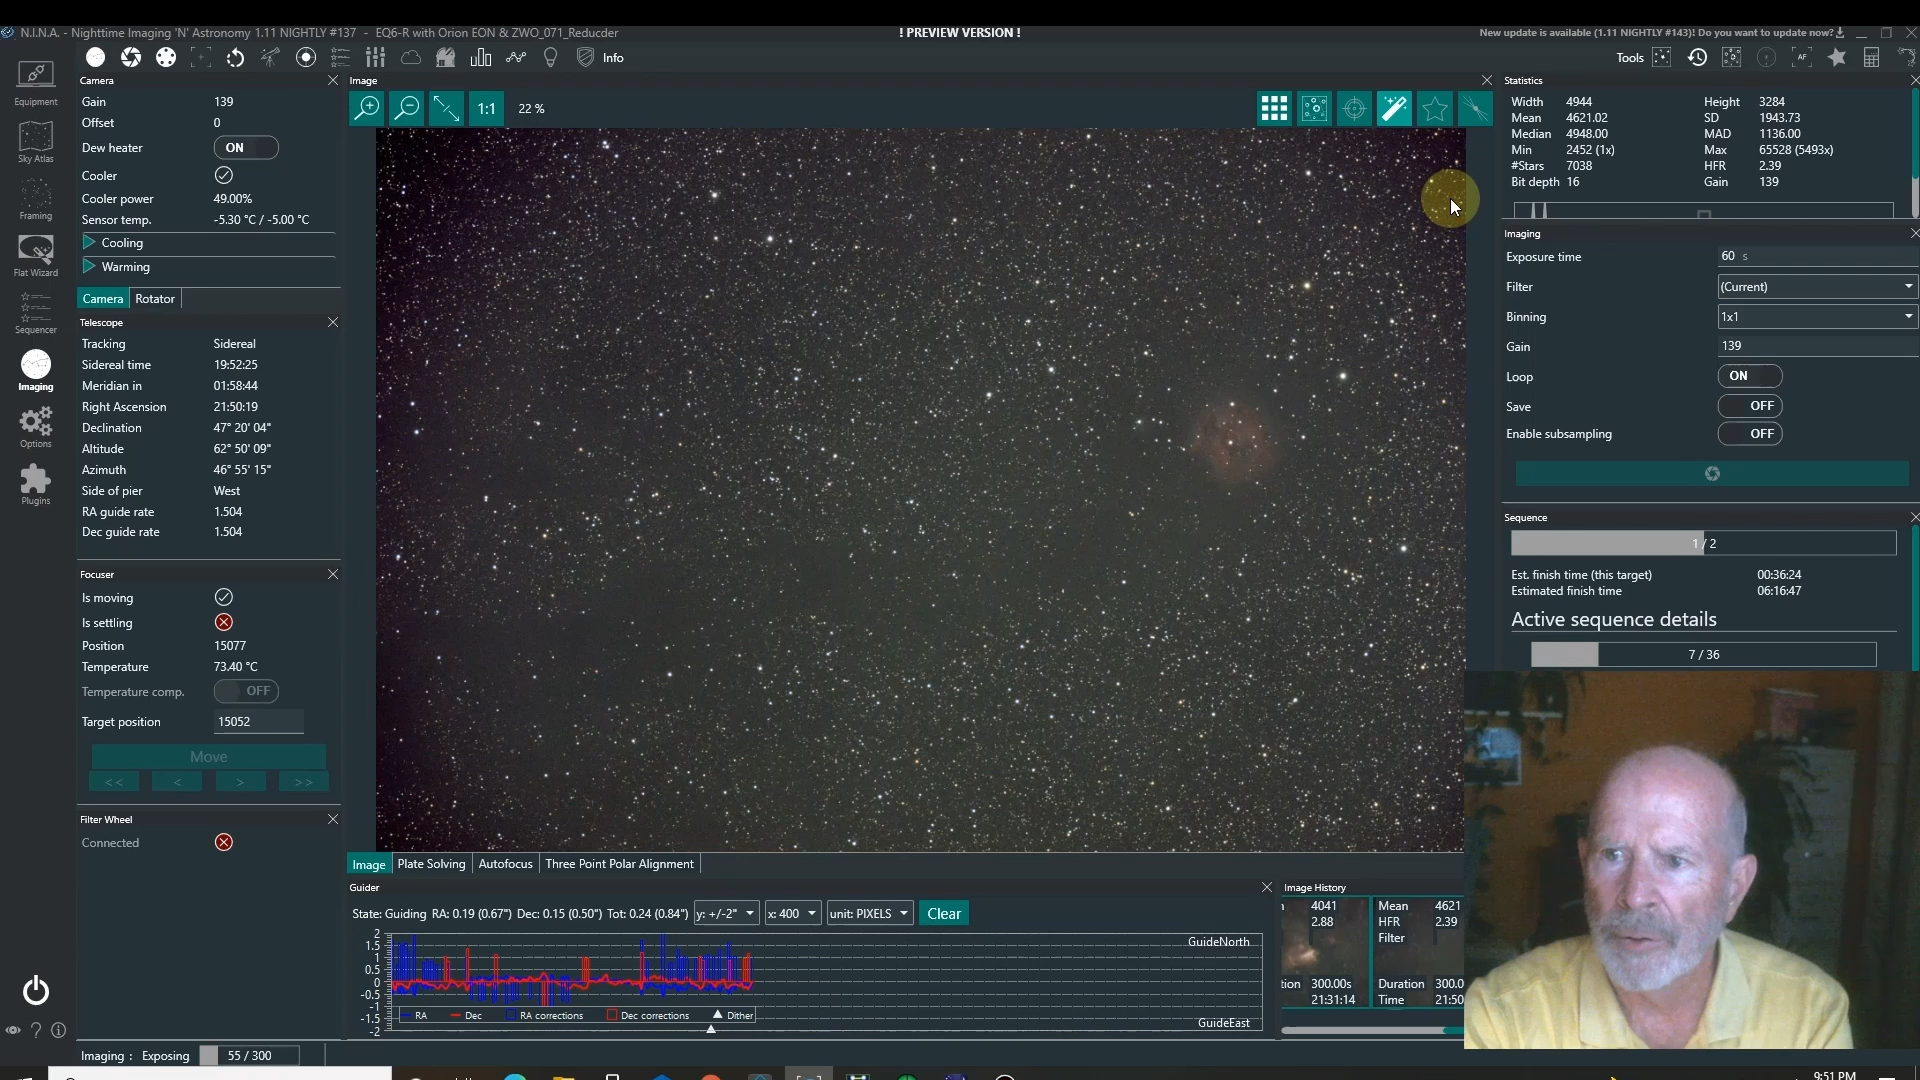 N.I.N.A. - Nighttime Imaging 'N' Astronomy 1.11 NIGHTLY #137 - EQ6-R with Orion EON & ZWO_071_Reducder
! PREVIEW VERSION !
New update is available (1.11 NIGHTLY #143)! Do you want to update now?
Info
Tools
AF
Equipment
Sky Atlas
Framing
Flat Wizard
Sequencer
Imaging
Options
Plugins
Camera
Gain 139
Offset 0
Dew heater ON
Cooler
Cooler power 49.00%
Sensor temp. -5.30 °C / -5.00 °C
Cooling
Warming
Camera Rotator
Telescope
Tracking Sidereal
Sidereal time 19:52:25
Meridian in 01:58:44
Right Ascension 21:50:19
Declination 47° 20' 04"
Altitude 62° 50' 09"
Azimuth 46° 55' 15"
Side of pier West
RA guide rate 1.504
Dec guide rate 1.504
Focuser
Is moving
Is settling
Position 15077
Temperature 73.40 °C
Temperature comp. OFF
Target position 15052
Move
<< < > >>
Filter Wheel
Connected
Image
1:1 22 %
Image Plate Solving Autofocus Three Point Polar Alignment
Guider
State: Guiding RA: 0.19 (0.67") Dec: 0.15 (0.50") Tot: 0.24 (0.84") y: +/-2" x: 400 unit: PIXELS Clear
GuideNorth
2
1.5
1
0.5
0
-0.5
-1
-1.5
-2
RA Dec RA corrections Dec corrections Dither
GuideEast
Image History
4041
2.88
300.00s
21:31:14
Mean 4621
HFR 2.39
Filter
Duration 300.0
Time 21:50
Statistics
Width 4944 Height 3284
Mean 4621.02 SD 1943.73
Median 4948.00 MAD 1136.00
Min 2452 (1x) Max 65528 (5493x)
#Stars 7038 HFR 2.39
Bit depth 16 Gain 139
Imaging
Exposure time 60 s
Filter (Current)
Binning 1x1
Gain 139
Loop ON
Save OFF
Enable subsampling OFF
Sequence
1 / 2
Est. finish time (this target) 00:36:24
Estimated finish time 06:16:47
Active sequence details
7 / 36
Imaging : Exposing 55 / 300
9:51 PM